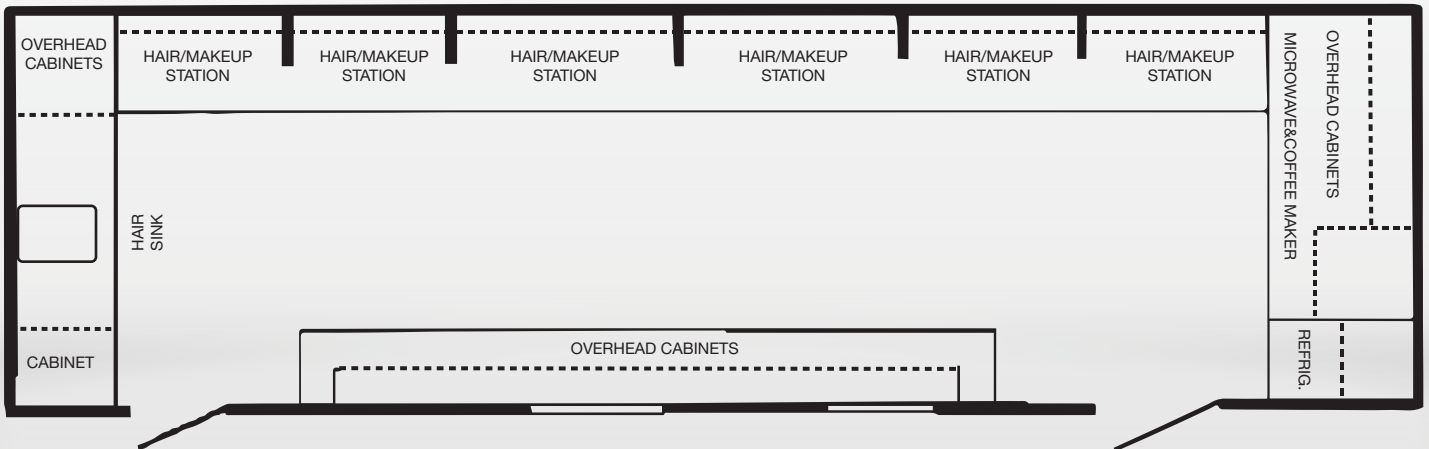 OVERHEAD
CABINETS
HAIR/MAKEUP
STATION
HAIR/MAKEUP
STATION
HAIR/MAKEUP
STATION
HAIR/MAKEUP
STATION
HAIR/MAKEUP
STATION
HAIR/MAKEUP
STATION
MICROWAVE&COFFEE MAKER
OVERHEAD CABINETS
HAIR
SINK
CABINET
OVERHEAD CABINETS
REFRIG.